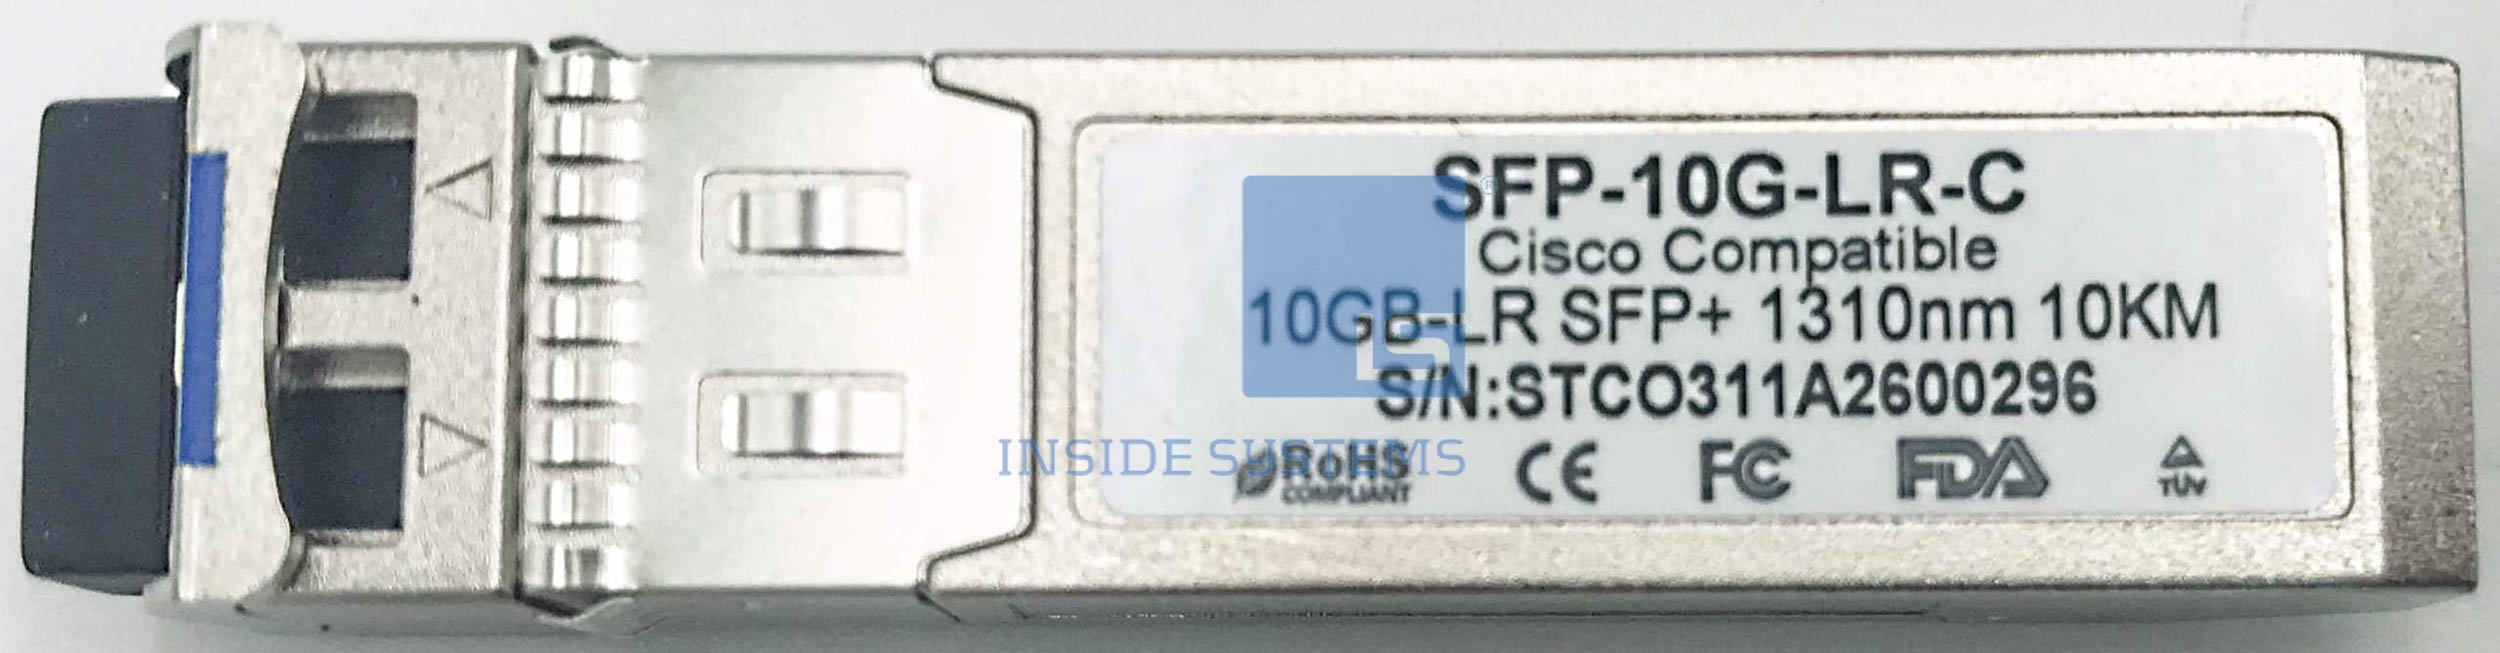 SFP-10G-LR-C
Cisco Compatible
10GB-LR SFP+ 1310nm 10KM
S/N:STCO311A2600296
INSIDE SYSTEMS
RoHS
COMPLIANT
CE FC FDA TÜV